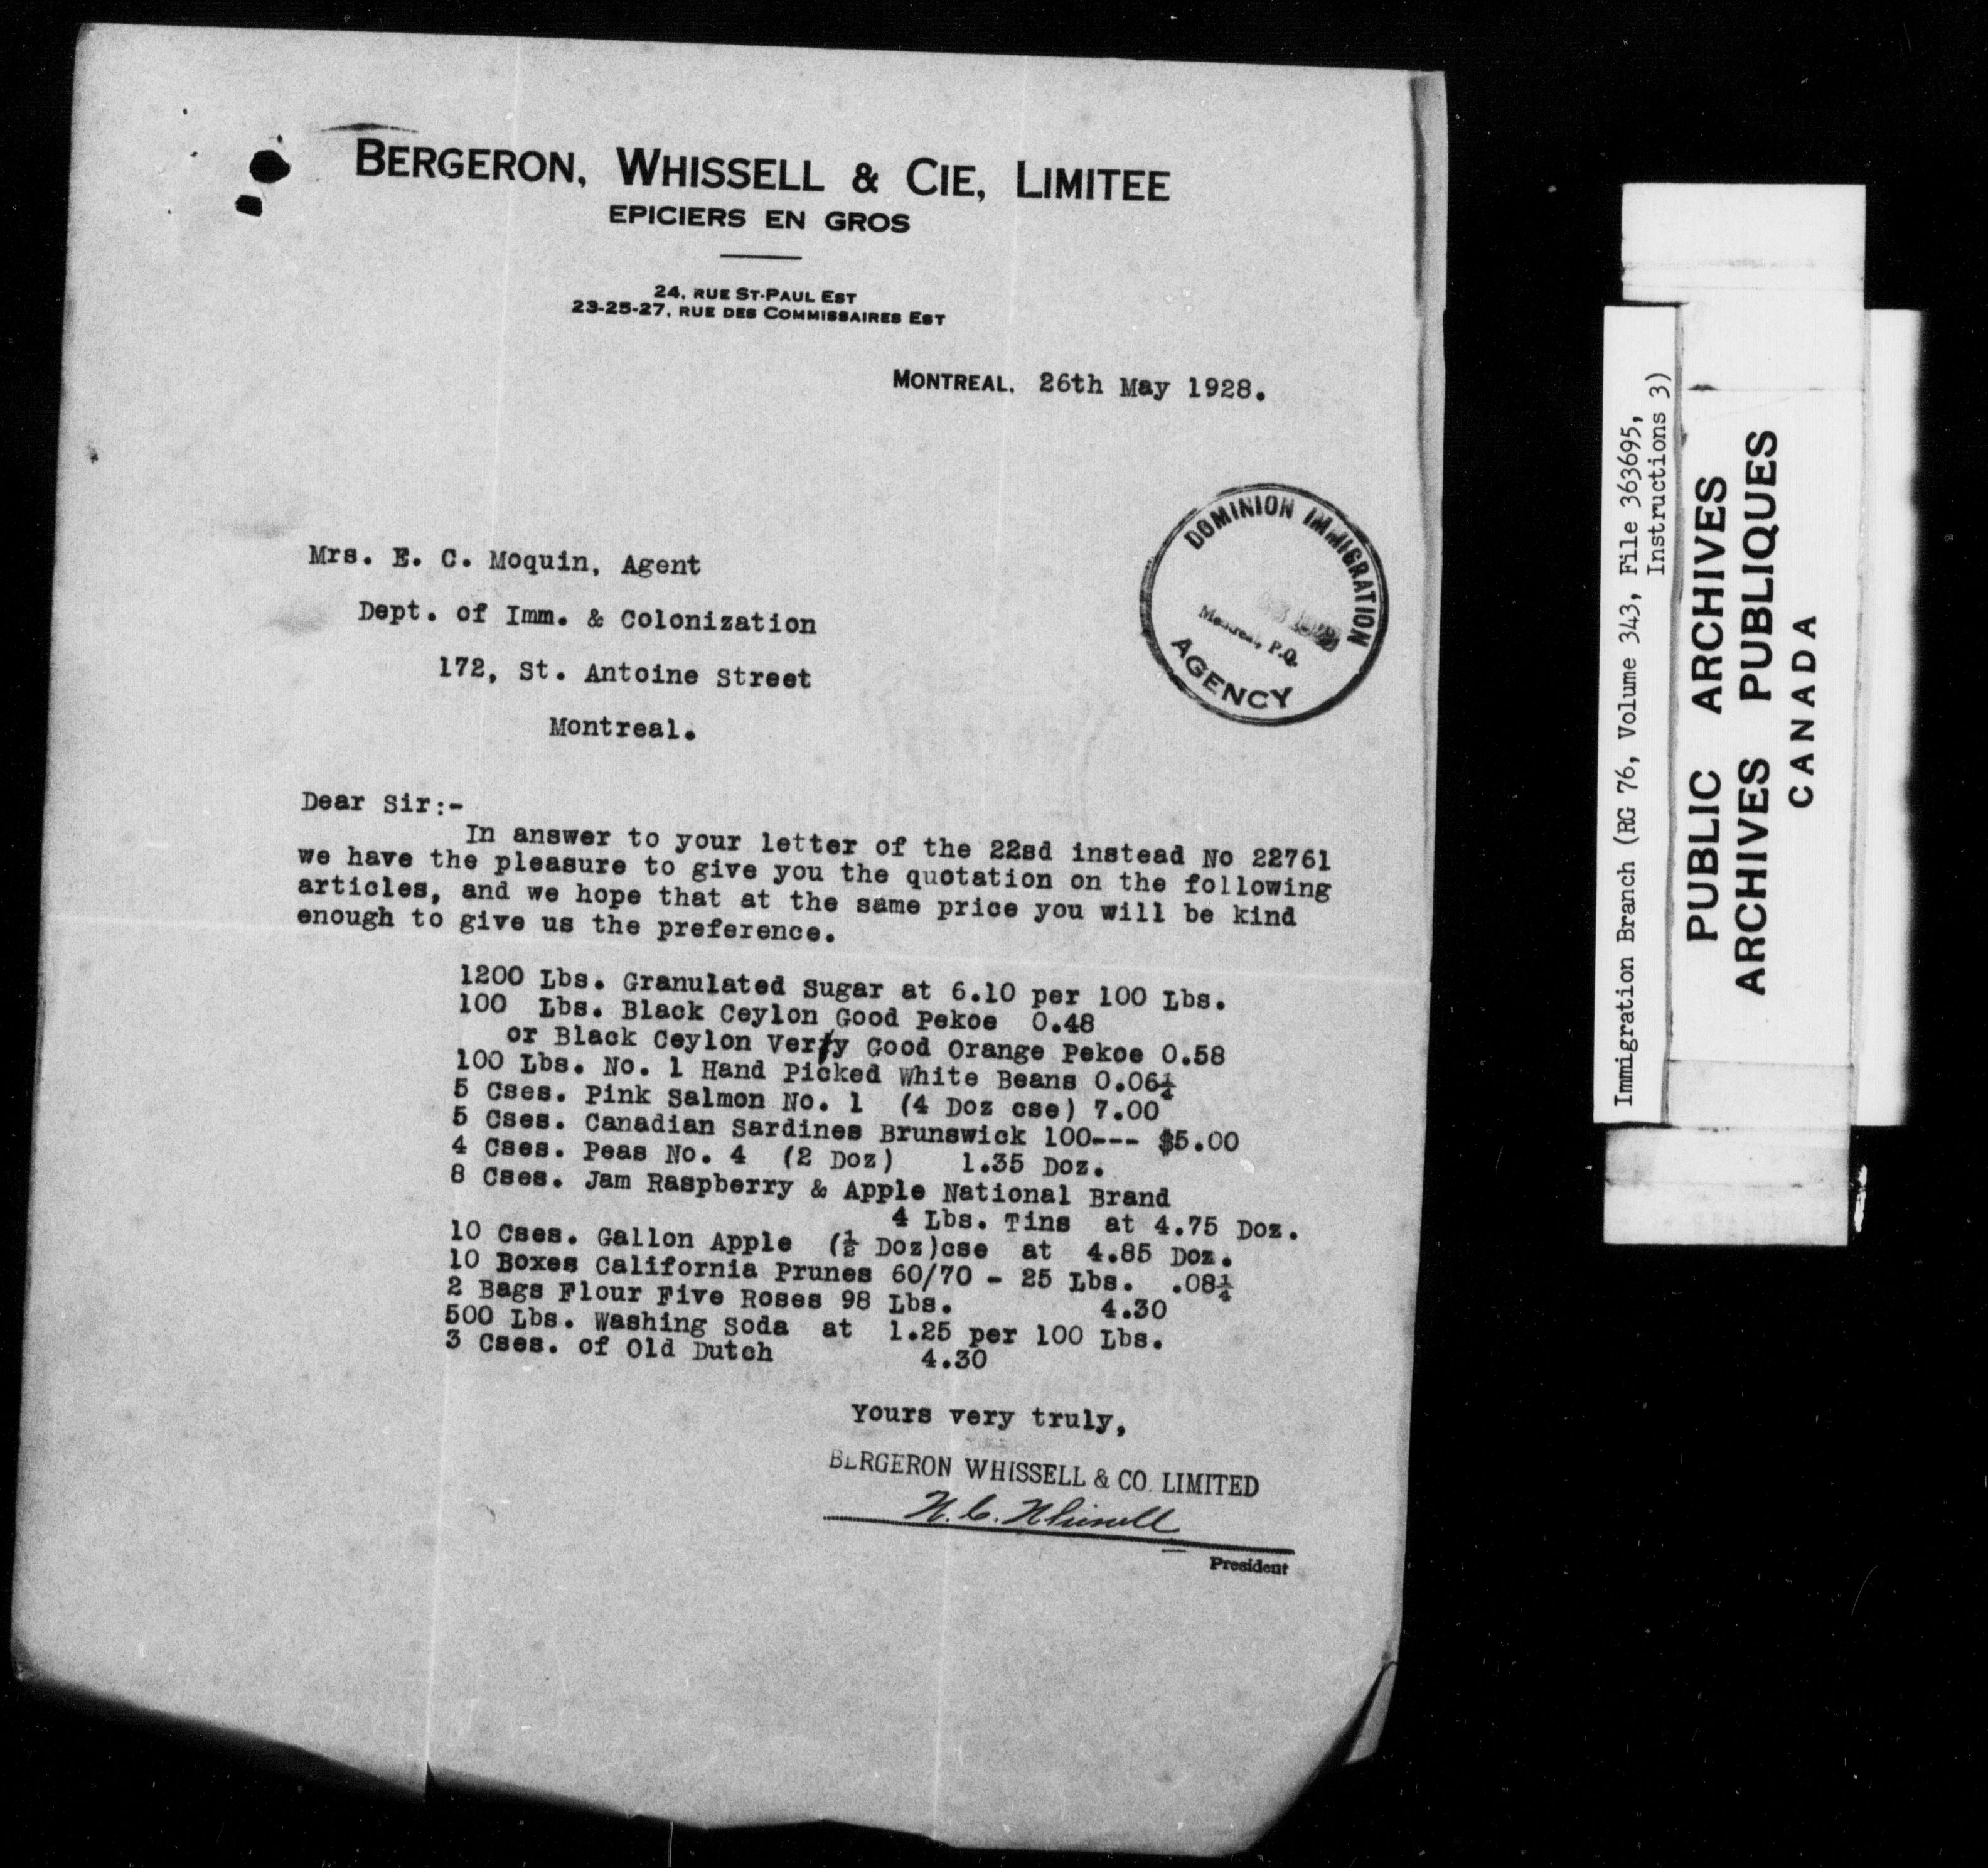 BERGERON, WHISSELL & CIE, LIMITEE
EPICIERS EN GROS
24, RUE ST-PAUL EST
23-25-27, RUE DES COMMISSAIRES EST
MONTREAL, 26th May 1928.
DOMINION IMMIGRATION
Montreal, P.Q.
AGENCY
Mrs. E. C. Moquin, Agent
Dept. of Imm. & Colonization
172, St. Antoine Street
Montreal.
Dear Sir:-
In answer to your letter of the 22sd instead No 22761
we have the pleasure to give you the quotation on the following
articles, and we hope that at the same price you will be kind
enough to give us the preference.
1200 Lbs. Granulated Sugar at 6.10 per 100 Lbs.
100 Lbs. Black Ceylon Good Pekoe 0.48
or Black Ceylon Very Good Orange Pekoe 0.58
100 Lbs. No. 1 Hand Picked White Beans 0.06¼
5 Cses. Pink Salmon No. 1 (4 Doz cse) 7.00
5 Cses. Canadian Sardines Brunswick 100--- $5.00
4 Cses. Peas No. 4 (2 Doz) 1.35 Doz.
8 Cses. Jam Raspberry & Apple National Brand
4 Lbs. Tins at 4.75 Doz.
10 Cses. Gallon Apple (½ Doz)cse at 4.85 Doz.
10 Boxes California Prunes 60/70 - 25 Lbs. .08¼
2 Bags Flour Five Roses 98 Lbs. 4.30
500 Lbs. Washing Soda at 1.25 per 100 Lbs.
3 Cses. of Old Dutch 4.30
Yours very truly,
BERGERON WHISSELL & CO. LIMITED
President
Immigration Branch (RG 76, Volume 343, File 363695,
Instructions 3)
PUBLIC ARCHIVES
ARCHIVES PUBLIQUES
CANADA